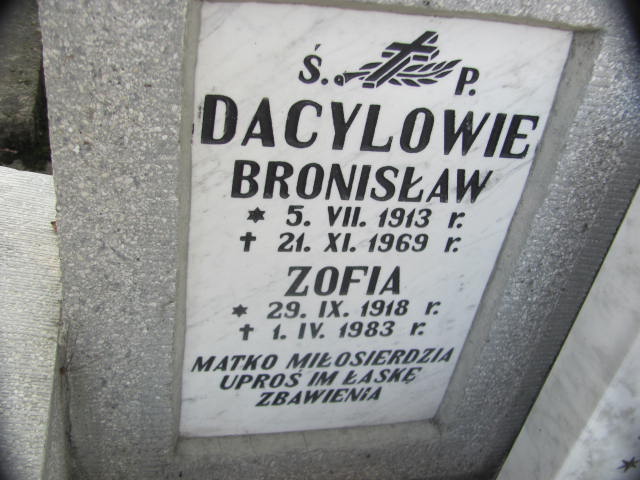 Ś. P.
DACYLOWIE
BRONISŁAW
* 5. VII. 1913 r.
✝ 21. XI. 1969 r.
ZOFIA
* 29. IX. 1918 r.
✝ 1. IV. 1983 r.
MATKO MIŁOSIERDZIA
UPROŚ IM ŁASKĘ
ZBAWIENIA